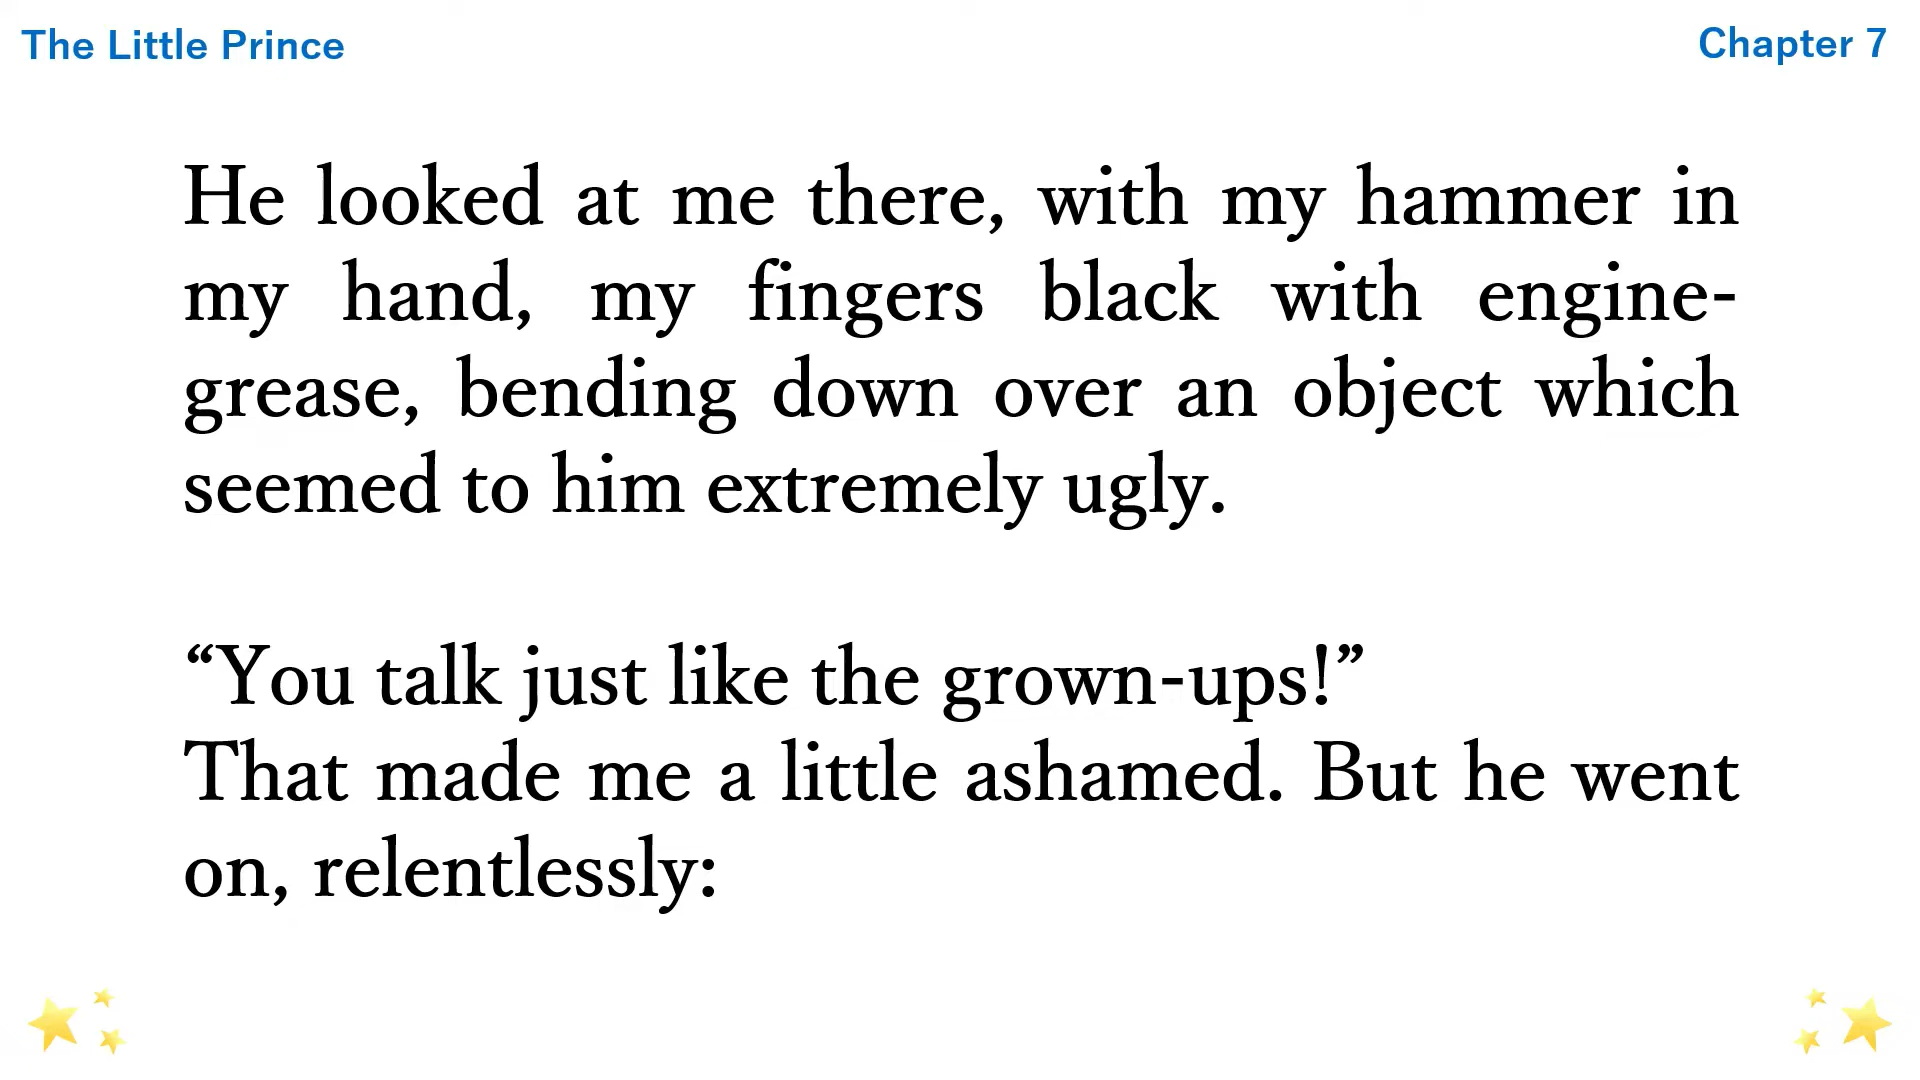 The Little Prince
Chapter 7
He looked at me there, with my hammer in
my hand, my fingers black with engine-
grease, bending down over an object which
seemed to him extremely ugly.
“You talk just like the grown-ups!”
That made me a little ashamed. But he went
on, relentlessly: